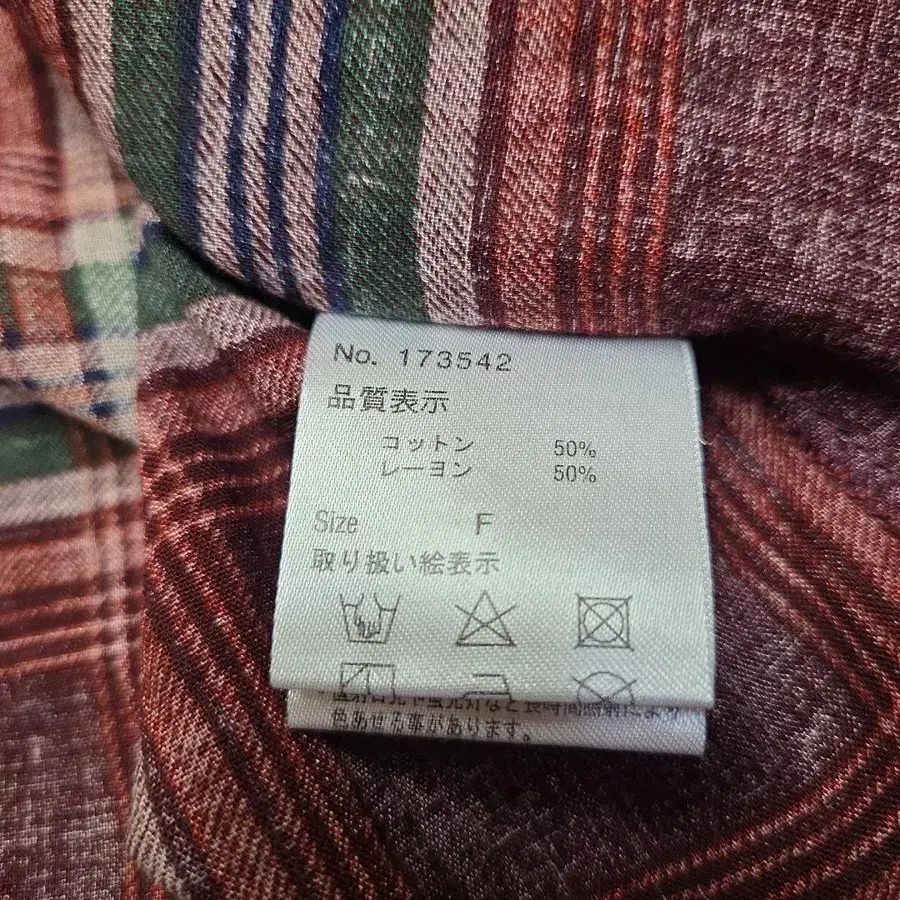 No. 173542
品質表示
コットン 50%
レーヨン 50%
Size F
取り扱い絵表示
色あせる事があります。